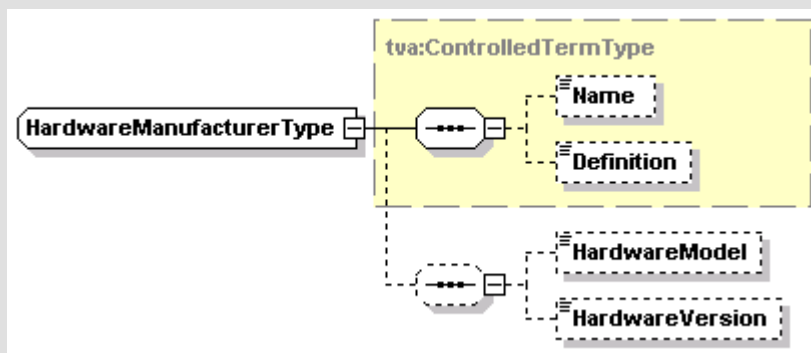 tva:ControlledTermType
Name
HardwareManufacturerType
Definition
HardwareModel
HardwareVersion